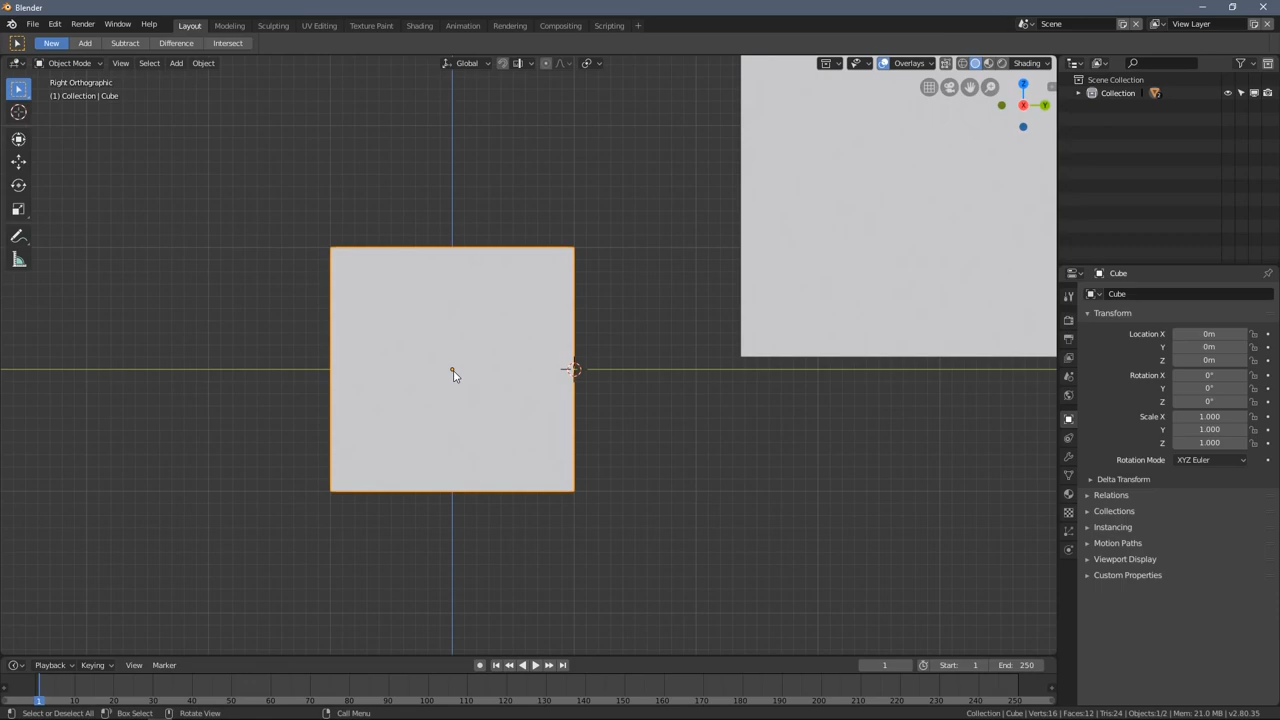 Blender
File Edit Render Window Help Layout Modeling Sculpting UV Editing Texture Paint Shading Animation Rendering Compositing Scripting + Scene View Layer
New Add Subtract Difference Intersect
Object Mode View Select Add Object Global Overlays Shading
Right Orthographic
(1) Collection | Cube
Z
X
Y
Scene Collection
Collection
Cube
Cube
Transform
Location X 0m
Y 0m
Z 0m
Rotation X 0°
Y 0°
Z 0°
Scale X 1.000
Y 1.000
Z 1.000
Rotation Mode XYZ Euler
Delta Transform
Relations
Collections
Instancing
Motion Paths
Viewport Display
Custom Properties
Playback Keying View Marker 1 Start: 1 End: 250
1 10 20 30 40 50 60 70 80 90 100 110 120 130 140 150 160 170 180 190 200 210 220 230 240 250
Select or Deselect All Box Select Rotate View Call Menu Collection | Cube | Verts:16 | Faces:12 | Tris:24 | Objects:1/2 | Mem: 21.0 MB | v2.80.35